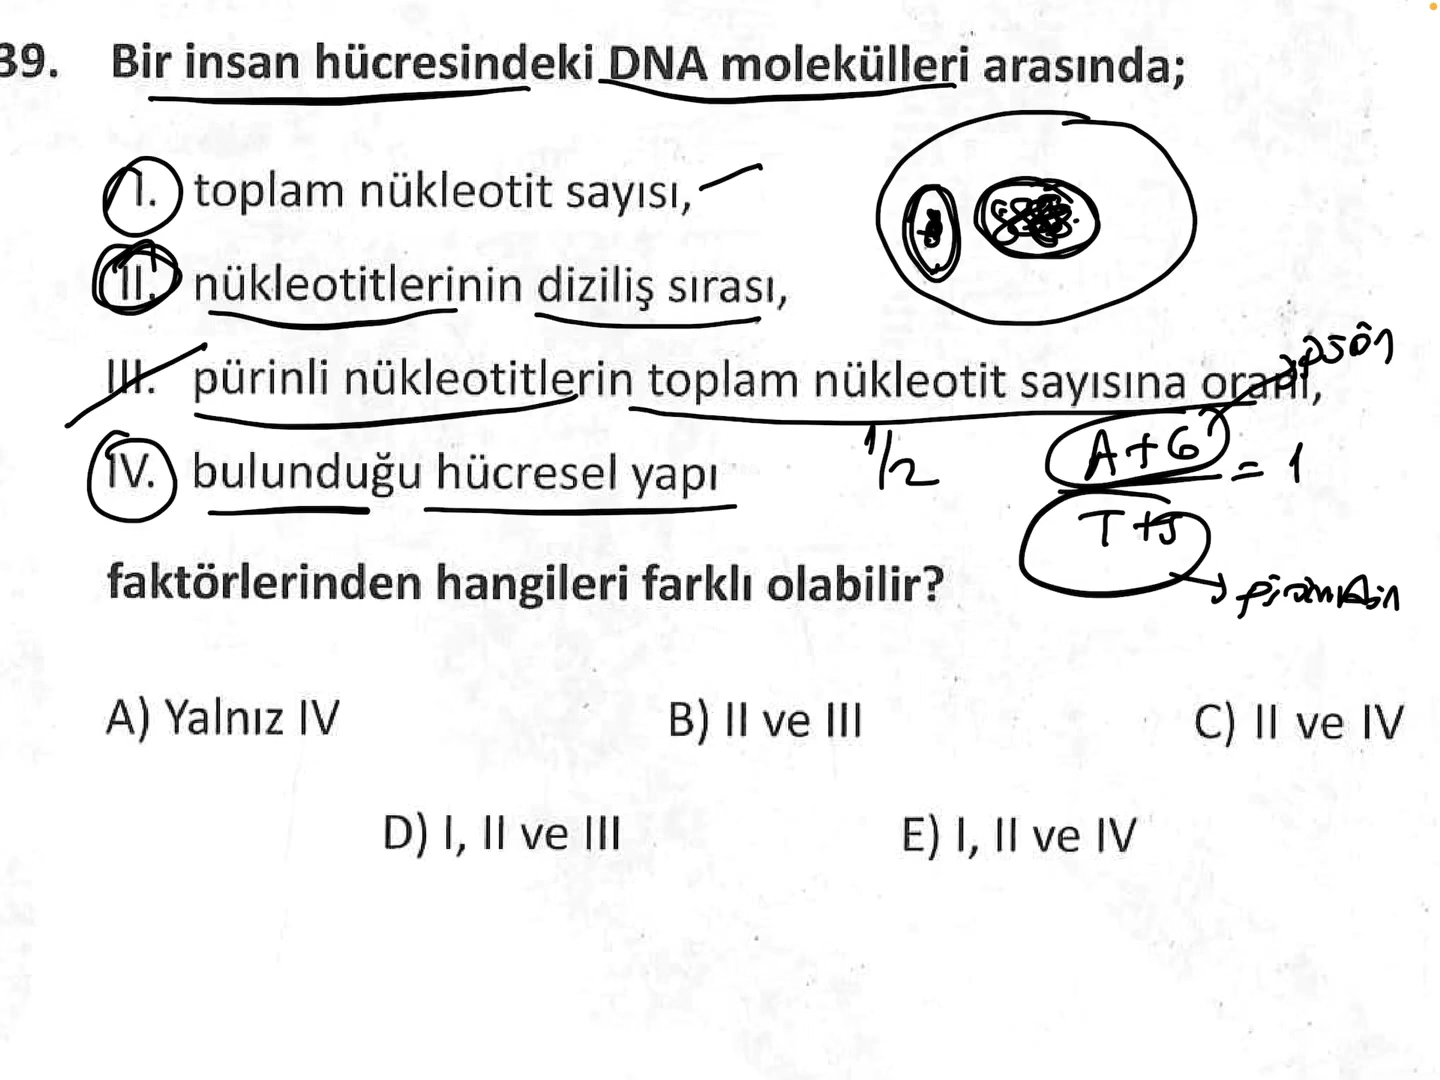 39. Bir insan hücresindeki DNA molekülleri arasında;
I. toplam nükleotit sayısı,
II. nükleotitlerinin diziliş sırası,
III. pürinli nükleotitlerin toplam nükleotit sayısına oranı,
1/2
A+G
T+S
= 1
IV. bulunduğu hücresel yapı
faktörlerinden hangileri farklı olabilir?
A) Yalnız IV
B) II ve III
C) II ve IV
D) I, II ve III
E) I, II ve IV